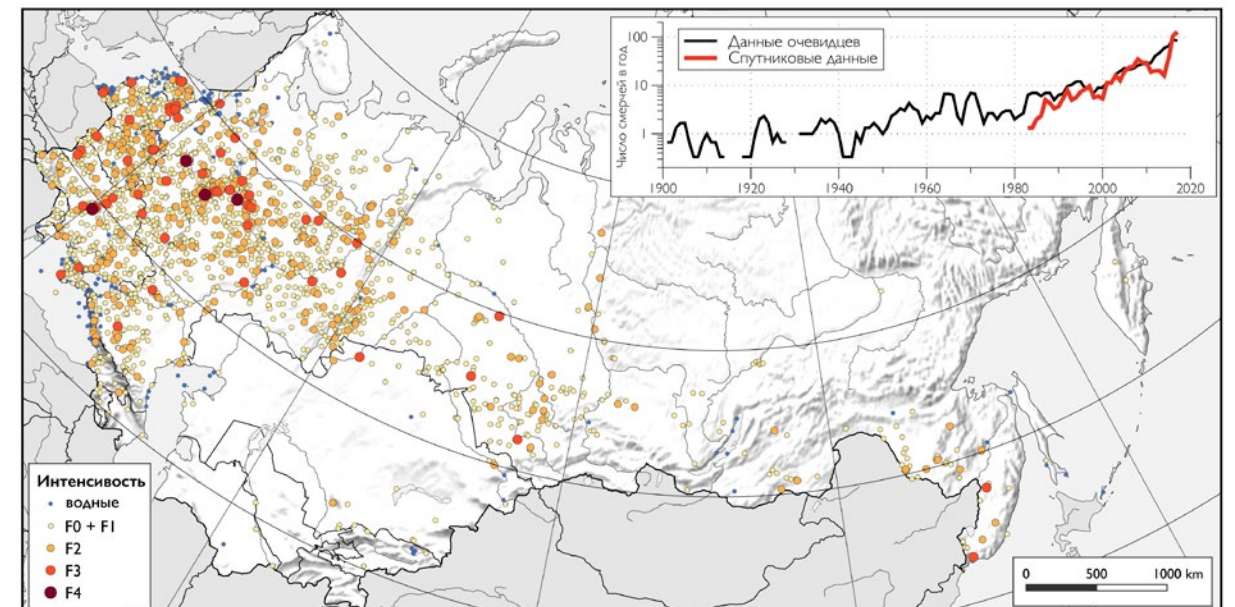 Данные очевидцев
Спутниковые данные
Число смерчей в год
100
10
1
1900
1920
1940
1960
1980
2000
2020
Интенсивость
водные
F0 + F1
F2
F3
F4
0 500 1000 km